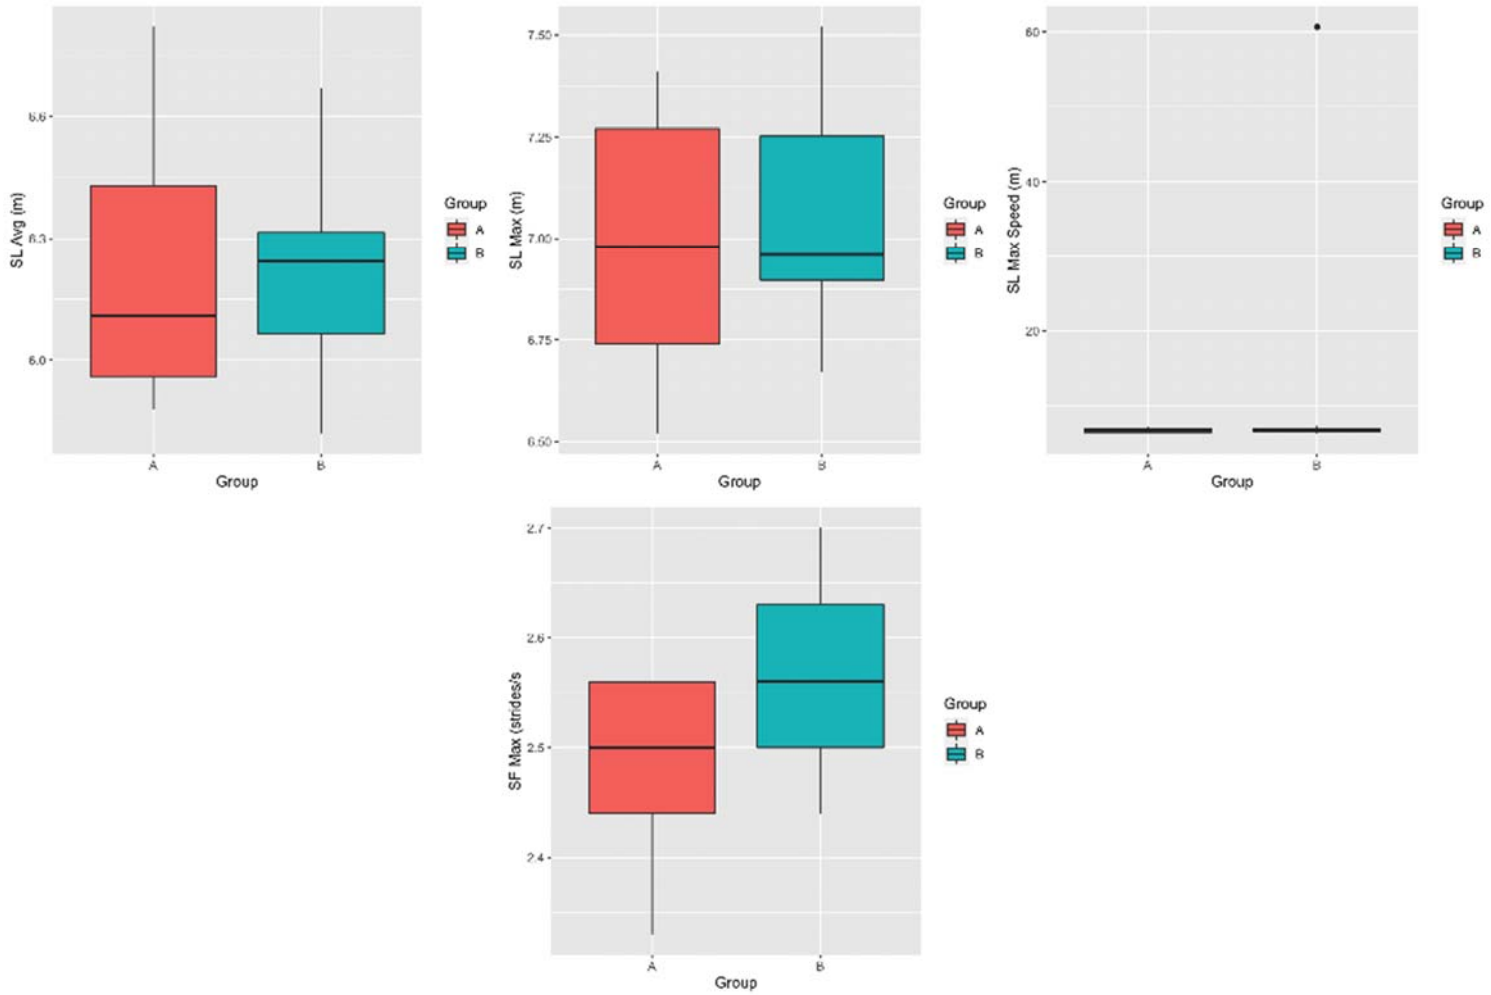 SL Avg (m)
6.6
6.3
6.0
A
B
Group
Group
A
B
SL Max (m)
7.50
7.25
7.00
6.75
6.50
A
B
Group
Group
A
B
SL Max Speed (m)
60
40
20
A
B
Group
Group
A
B
SF Max (strides/s
2.7
2.6
2.5
2.4
A
B
Group
Group
A
B